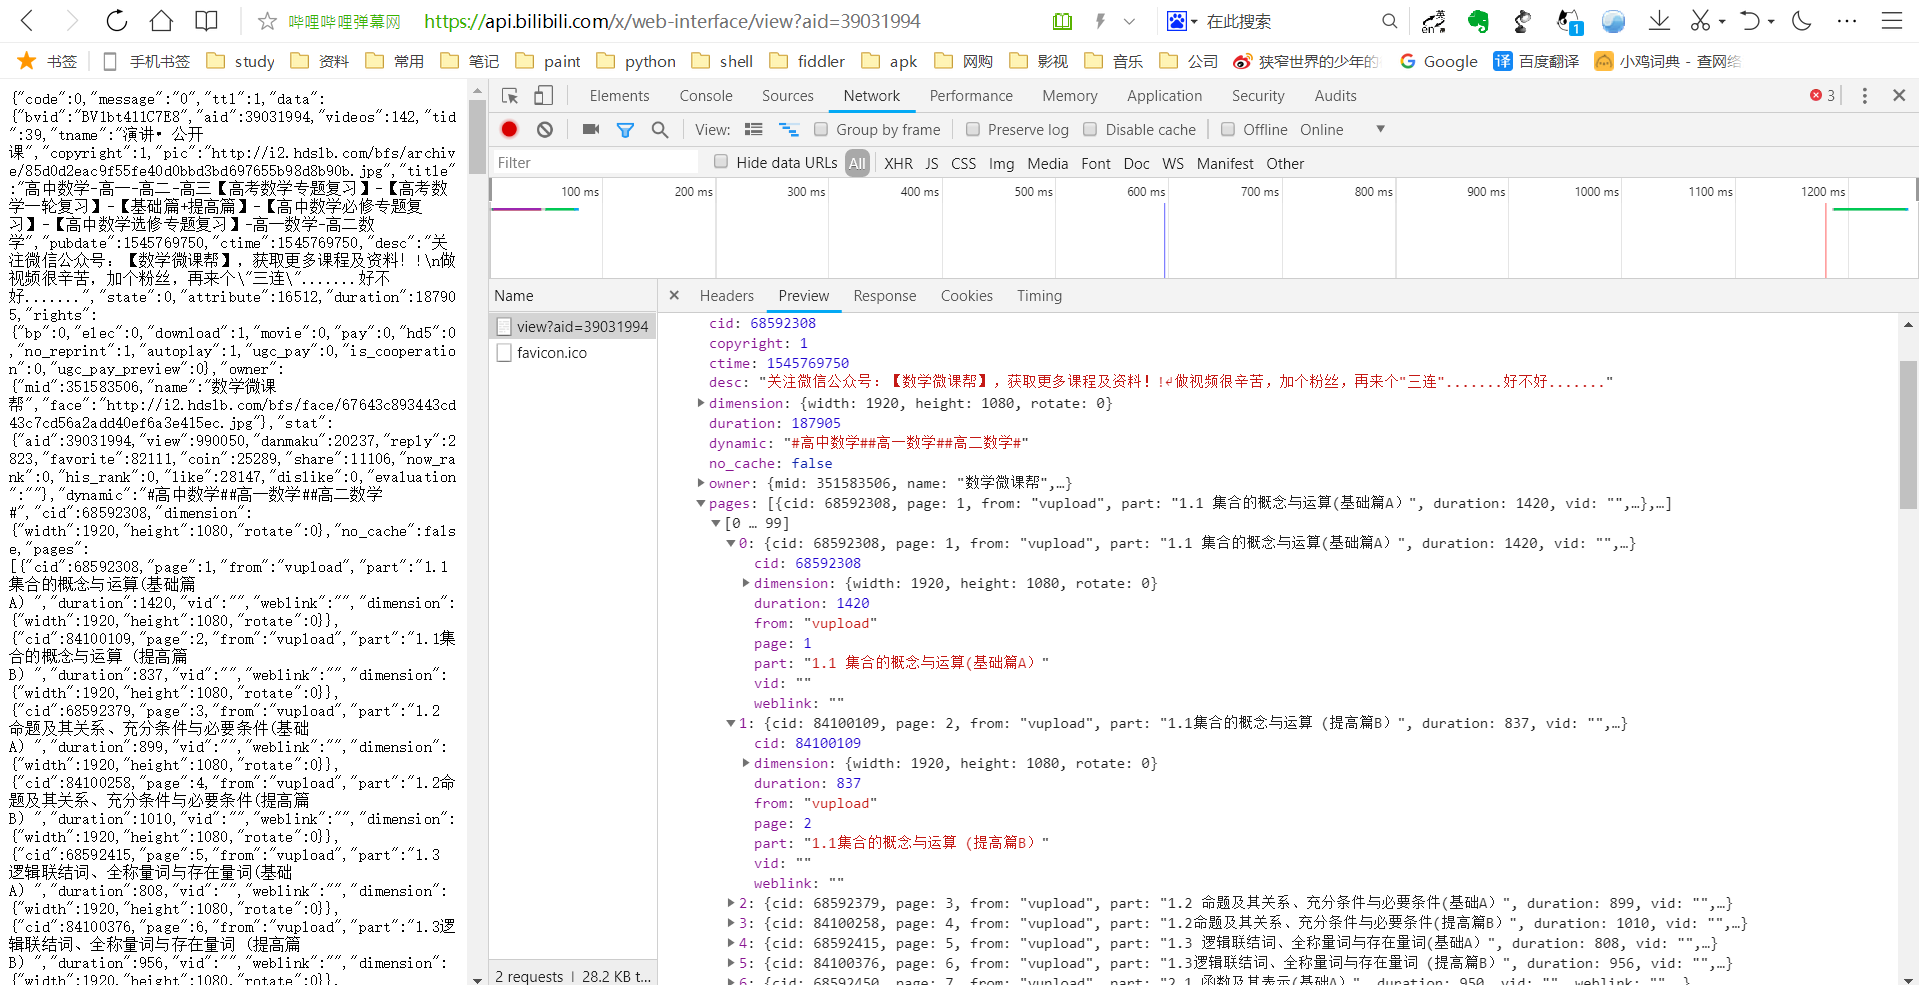 哔哩哔哩弹幕网 https://api.bilibili.com/x/web-interface/view?aid=39031994 在此搜索
书签 手机书签 study 资料 常用 笔记 paint python shell fiddler apk 网购 影视 音乐 公司 狭窄世界的少年的 Google 百度翻译 小鸡词典 - 查网络
{"code":0,"message":"0","ttl":1,"data":
{"bvid":"BV1bt411C7E8","aid":39031994,"videos":142,"tid
":39,"tname":"演讲• 公开
课","copyright":1,"pic":"http://i2.hdslb.com/bfs/archiv
e/85d0d2eac9f55fe40d0bbd3bd697655b98d8b90b.jpg","title"
:"高中数学-高一-高二-高三【高考数学专题复习】-【高考数
学一轮复习】-【基础篇+提高篇】-【高中数学必修专题复
习】-【高中数学选修专题复习】-高一数学-高二数
学","pubdate":1545769750,"ctime":1545769750,"desc":"关
注微信公众号：【数学微课帮】，获取更多课程及资料！!\n做
视频很辛苦，加个粉丝，再来个\"三连\".......好不
好.......","state":0,"attribute":16512,"duration":18790
5,"rights":
{"bp":0,"elec":0,"download":1,"movie":0,"pay":0,"hd5":0
,"no_reprint":1,"autoplay":1,"ugc_pay":0,"is_cooperatio
n":0,"ugc_pay_preview":0},"owner":
{"mid":351583506,"name":"数学微课
帮","face":"http://i2.hdslb.com/bfs/face/67643c893443cd
43c7cd56a2add40ef6a3e415ec.jpg"},"stat":
{"aid":39031994,"view":990050,"danmaku":20237,"reply":2
823,"favorite":82111,"coin":25289,"share":11106,"now_ra
nk":0,"his_rank":0,"like":28147,"dislike":0,"evaluation
":""},"dynamic":"#高中数学##高一数学##高二数学
#","cid":68592308,"dimension":
{"width":1920,"height":1080,"rotate":0},"no_cache":fals
e,"pages":
[{"cid":68592308,"page":1,"from":"vupload","part":"1.1
集合的概念与运算(基础篇
A）","duration":1420,"vid":"","weblink":"","dimension":
{"width":1920,"height":1080,"rotate":0}},
{"cid":84100109,"page":2,"from":"vupload","part":"1.1集
合的概念与运算（提高篇
B）","duration":837,"vid":"","weblink":"","dimension":
{"width":1920,"height":1080,"rotate":0}},
{"cid":68592379,"page":3,"from":"vupload","part":"1.2
命题及其关系、充分条件与必要条件(基础
A）","duration":899,"vid":"","weblink":"","dimension":
{"width":1920,"height":1080,"rotate":0}},
{"cid":84100258,"page":4,"from":"vupload","part":"1.2命
题及其关系、充分条件与必要条件(提高篇
B）","duration":1010,"vid":"","weblink":"","dimension":
{"width":1920,"height":1080,"rotate":0}},
{"cid":68592415,"page":5,"from":"vupload","part":"1.3
逻辑联结词、全称量词与存在量词(基础
A）","duration":808,"vid":"","weblink":"","dimension":
{"width":1920,"height":1080,"rotate":0}},
{"cid":84100376,"page":6,"from":"vupload","part":"1.3逻
辑联结词、全称量词与存在量词（提高篇
B）","duration":956,"vid":"","weblink":"","dimension":
{"width":1920,"height":1080,"rotate":0}},
Elements Console Sources Network Performance Memory Application Security Audits 3
View: Group by frame Preserve log Disable cache Offline Online
Filter Hide data URLs All XHR JS CSS Img Media Font Doc WS Manifest Other
100 ms 200 ms 300 ms 400 ms 500 ms 600 ms 700 ms 800 ms 900 ms 1000 ms 1100 ms 1200 ms
Name
view?aid=39031994
favicon.ico
2 requests | 28.2 KB t...
Headers Preview Response Cookies Timing
cid: 68592308
copyright: 1
ctime: 1545769750
desc: "关注微信公众号：【数学微课帮】，获取更多课程及资料！!↵做视频很辛苦，加个粉丝，再来个"三连".......好不好......."
dimension: {width: 1920, height: 1080, rotate: 0}
duration: 187905
dynamic: "#高中数学##高一数学##高二数学#"
no_cache: false
owner: {mid: 351583506, name: "数学微课帮",…}
pages: [{cid: 68592308, page: 1, from: "vupload", part: "1.1 集合的概念与运算(基础篇A）", duration: 1420, vid: "",…},…]
[0 … 99]
0: {cid: 68592308, page: 1, from: "vupload", part: "1.1 集合的概念与运算(基础篇A）", duration: 1420, vid: "",…}
cid: 68592308
dimension: {width: 1920, height: 1080, rotate: 0}
duration: 1420
from: "vupload"
page: 1
part: "1.1 集合的概念与运算(基础篇A）"
vid: ""
weblink: ""
1: {cid: 84100109, page: 2, from: "vupload", part: "1.1集合的概念与运算（提高篇B）", duration: 837, vid: "",…}
cid: 84100109
dimension: {width: 1920, height: 1080, rotate: 0}
duration: 837
from: "vupload"
page: 2
part: "1.1集合的概念与运算（提高篇B）"
vid: ""
weblink: ""
2: {cid: 68592379, page: 3, from: "vupload", part: "1.2 命题及其关系、充分条件与必要条件(基础A）", duration: 899, vid: "",…}
3: {cid: 84100258, page: 4, from: "vupload", part: "1.2命题及其关系、充分条件与必要条件(提高篇B）", duration: 1010, vid: "",…}
4: {cid: 68592415, page: 5, from: "vupload", part: "1.3 逻辑联结词、全称量词与存在量词(基础A）", duration: 808, vid: "",…}
5: {cid: 84100376, page: 6, from: "vupload", part: "1.3逻辑联结词、全称量词与存在量词（提高篇B）", duration: 956, vid: "",…}
6: {cid: 68592450, page: 7, from: "vupload", part: "2.1 函数及其表示(基础A）", duration: 950, vid: "", weblink: "",…}